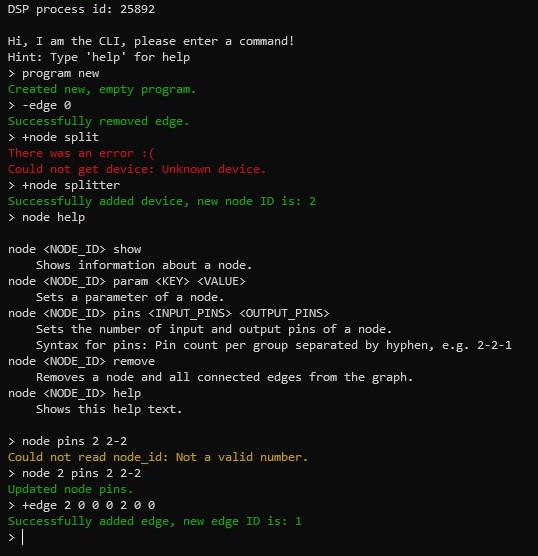 DSP process id: 25892
Hi, I am the CLI, please enter a command!
Hint: Type 'help' for help
> program new
Created new, empty program.
> -edge 0
Successfully removed edge.
> +node split
There was an error :(
Could not get device: Unknown device.
> +node splitter
Successfully added device, new node ID is: 2
> node help
node <NODE_ID> show
Shows information about a node.
node <NODE_ID> param <KEY> <VALUE>
Sets a parameter of a node.
node <NODE_ID> pins <INPUT_PINS> <OUTPUT_PINS>
Sets the number of input and output pins of a node.
Syntax for pins: Pin count per group separated by hyphen, e.g. 2-2-1
node <NODE_ID> remove
Removes a node and all connected edges from the graph.
node <NODE_ID> help
Shows this help text.
> node pins 2 2-2
Could not read node_id: Not a valid number.
> node 2 pins 2 2-2
Updated node pins.
> +edge 2 0 0 0 2 0 0
Successfully added edge, new edge ID is: 1
>